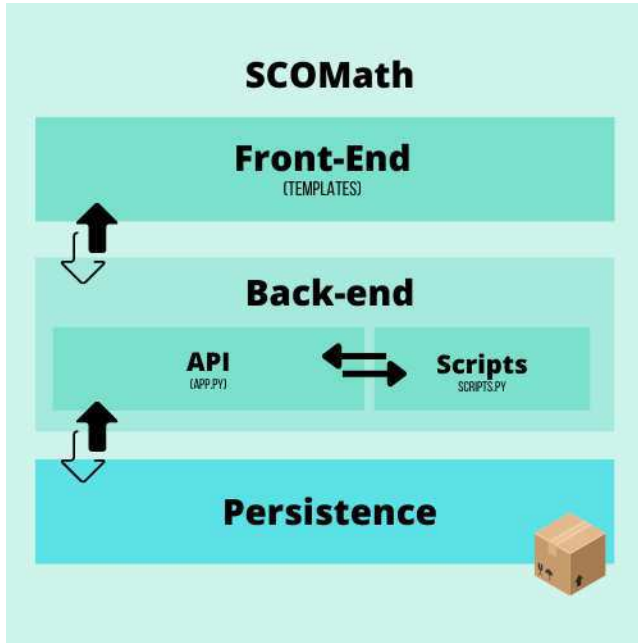 SCOMath
Front-End
(TEMPLATES)
Back-end
API
(APP.PY)
Scripts
SCRIPTS.PY
Persistence